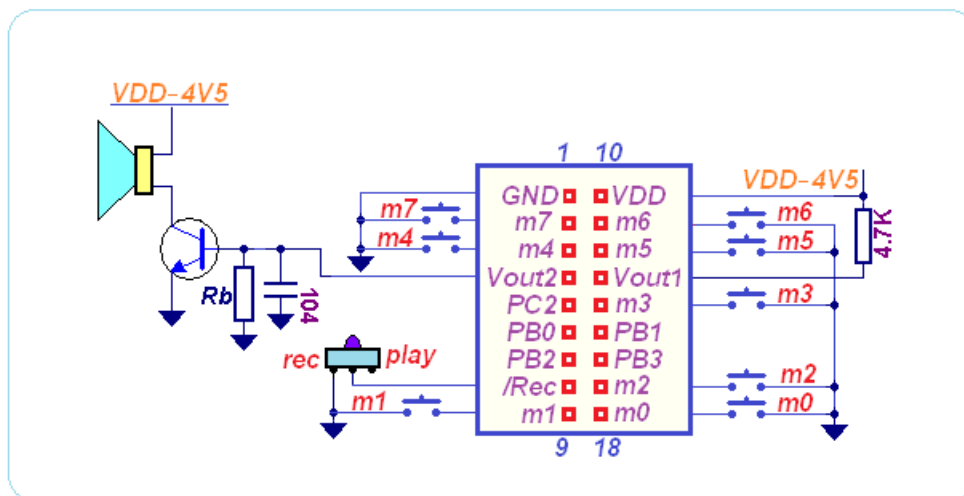 VDD-4V5
1 10
VDD-4V5
GND VDD
m7 m7 m6 m6
m4 m4 m5 m5
4.7K
Vout2 Vout1
Rb
104
PC2 m3 m3
PB0 PB1
rec play
PB2 PB3
/Rec m2 m2
m1 m1 m0 m0
9 18